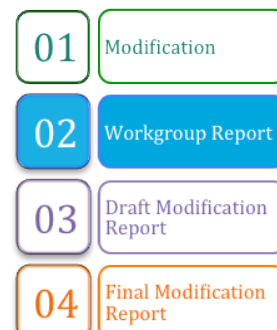 01 Modification
02 Workgroup Report
03 Draft Modification
Report
04 Final Modification
Report